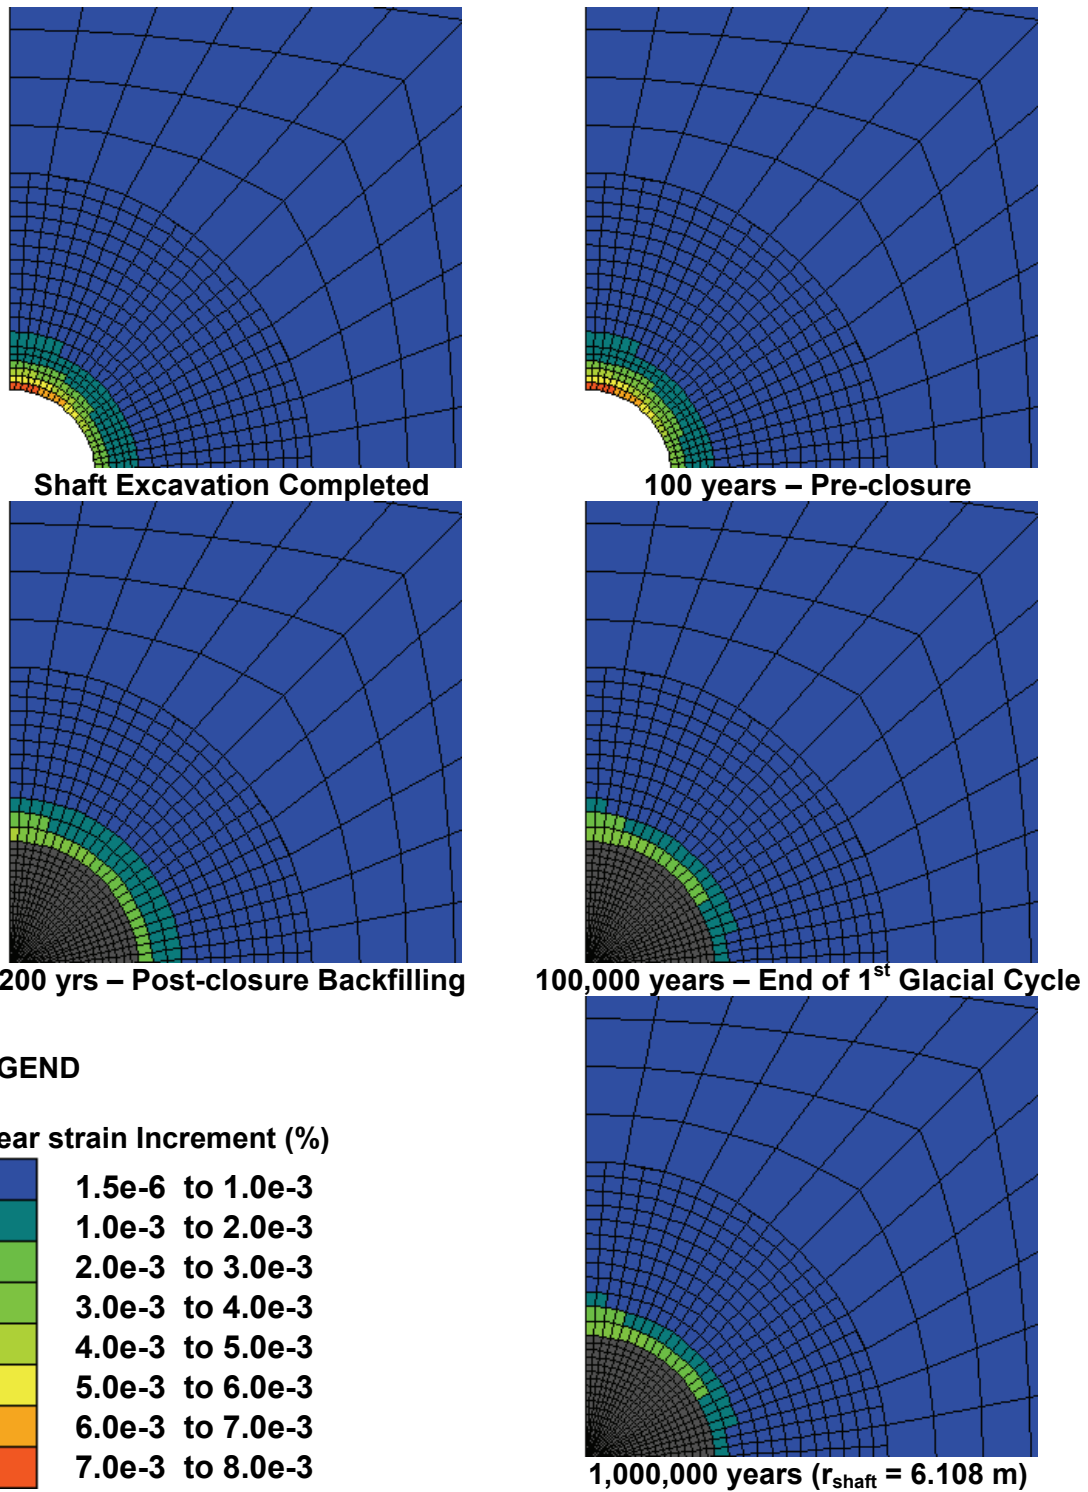 Shaft Excavation Completed
100 years – Pre-closure
200 yrs – Post-closure Backfilling
100,000 years – End of 1st Glacial Cycle
GEND
ear strain Increment (%)
1.5e-6 to 1.0e-3
1.0e-3 to 2.0e-3
2.0e-3 to 3.0e-3
3.0e-3 to 4.0e-3
4.0e-3 to 5.0e-3
5.0e-3 to 6.0e-3
6.0e-3 to 7.0e-3
7.0e-3 to 8.0e-3
1,000,000 years (rshaft = 6.108 m)